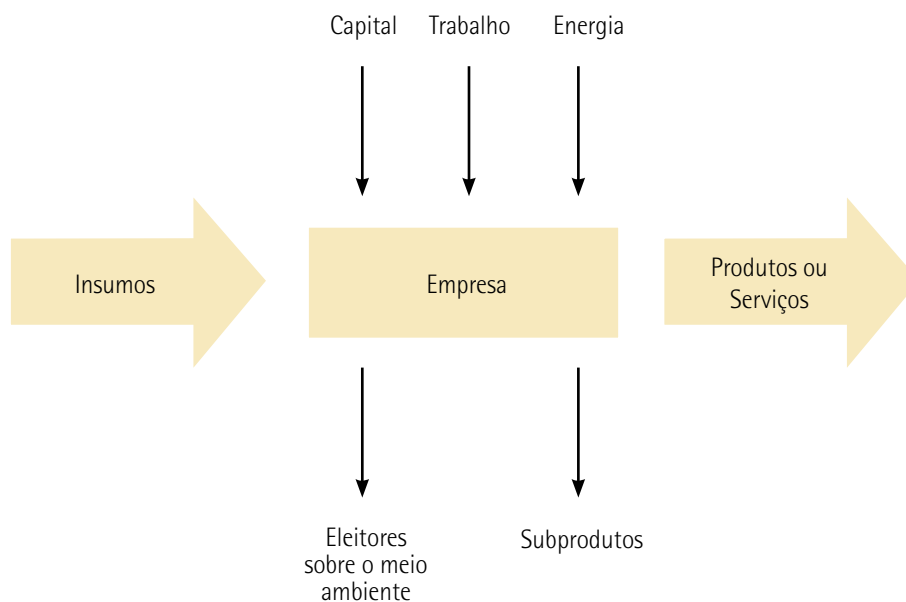 Capital
Trabalho
Energia
Insumos
Empresa
Produtos ou
Serviços
Eleitores
sobre o meio
ambiente
Subprodutos